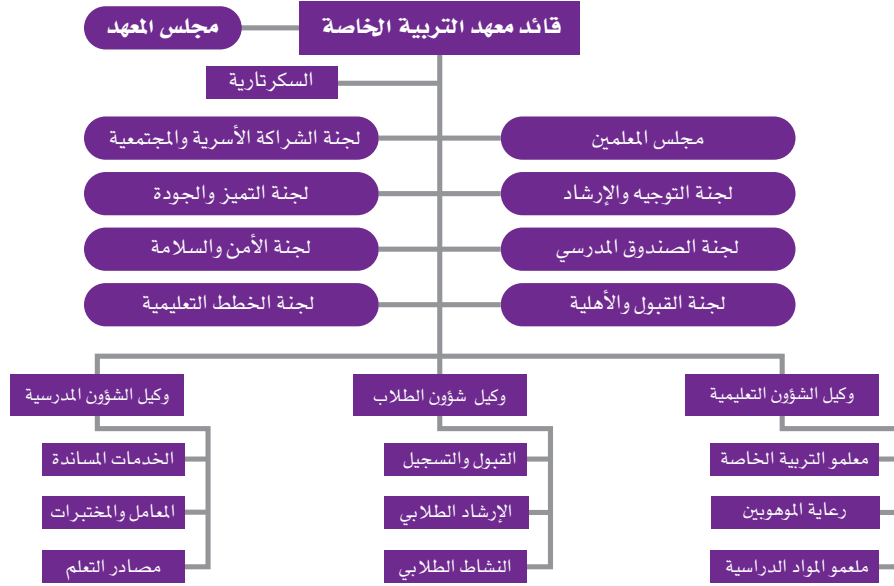 قائد معهد التربية الخاصة
مجلس المعهد
السكرتارية
مجلس المعلمين
لجنة الشراكة الأسرية والمجتمعية
لجنة التوجيه والإرشاد
لجنة التميز والجودة
لجنة الصندوق المدرسي
لجنة الأمن والسلامة
لجنة القبول والأهلية
لجنة الخطط التعليمية
وكيل الشؤون التعليمية
وكيل شؤون الطلاب
وكيل الشؤون المدرسية
معلمو التربية الخاصة
القبول والتسجيل
الخدمات المساندة
رعاية الموهوبين
الإرشاد الطلابي
المعامل والمختبرات
ملعمو المواد الدراسية
النشاط الطلابي
مصادر التعلم